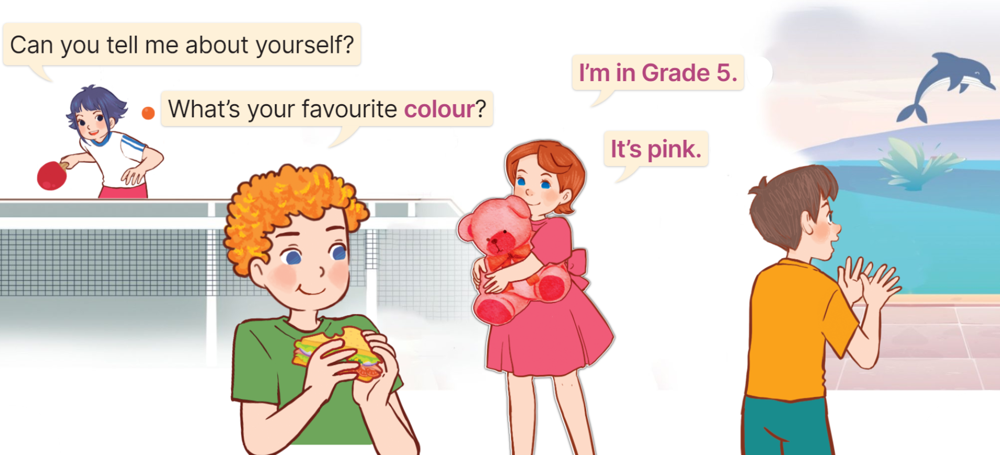 Can you tell me about yourself?
I'm in Grade 5.
What's your favourite colour?
It's pink.